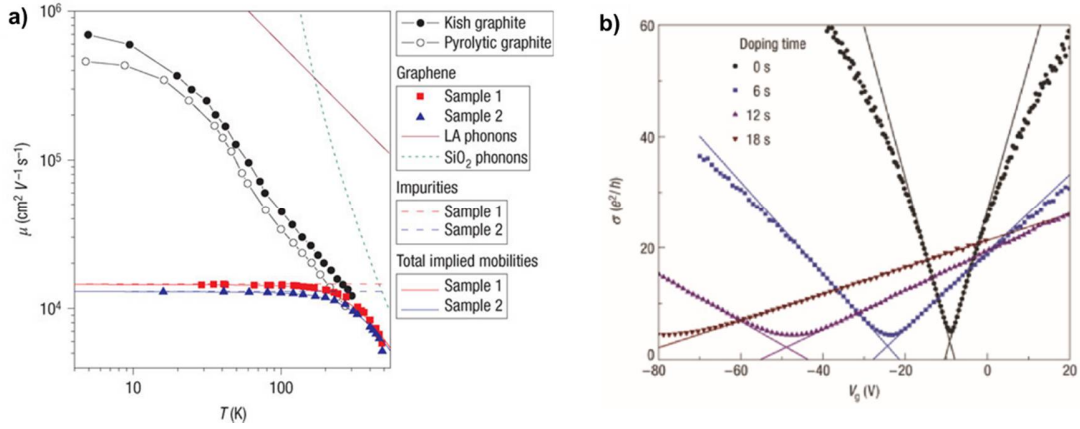 a)
10⁶
10⁵
10⁴
μ (cm² V⁻¹ s⁻¹)
10
100
T (K)
Kish graphite
Pyrolytic graphite
Graphene
Sample 1
Sample 2
LA phonons
SiO₂ phonons
Impurities
Sample 1
Sample 2
Total implied mobilities
Sample 1
Sample 2
b)
60
40
20
0
σ (e²/h)
Doping time
0 s
6 s
12 s
18 s
−80
−60
−40
−20
0
20
Vg (V)